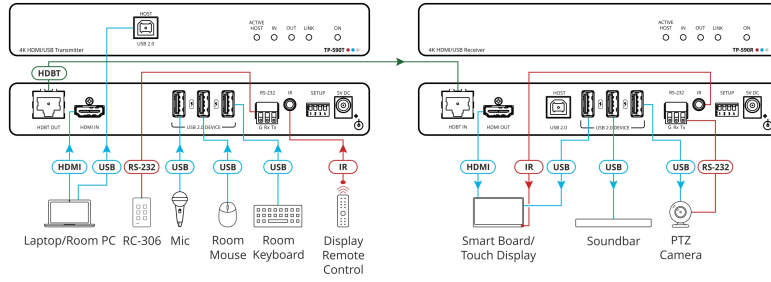 HOST
USB 2.0
ACTIVE
HOST IN OUT LINK ON
4K HDMI/USB Transmitter
TP-590T
ACTIVE
HOST IN OUT LINK ON
4K HDMI/USB Receiver
TP-590R
HDBT
RS-232 IR SETUP 5V DC
HDBT OUT HDMI IN USB 2.0 DEVICE G Rx Tx
HOST RS-232 IR SETUP 5V DC
HDBT IN HDMI OUT USB 2.0 USB 2.0 DEVICE G Rx Tx
HDMI USB RS-232 USB USB USB IR
HDMI IR USB USB USB RS-232
Laptop/Room PC RC-306 Mic Room Mouse Room Keyboard Display Remote Control
Smart Board/
Touch Display
Soundbar
PTZ
Camera